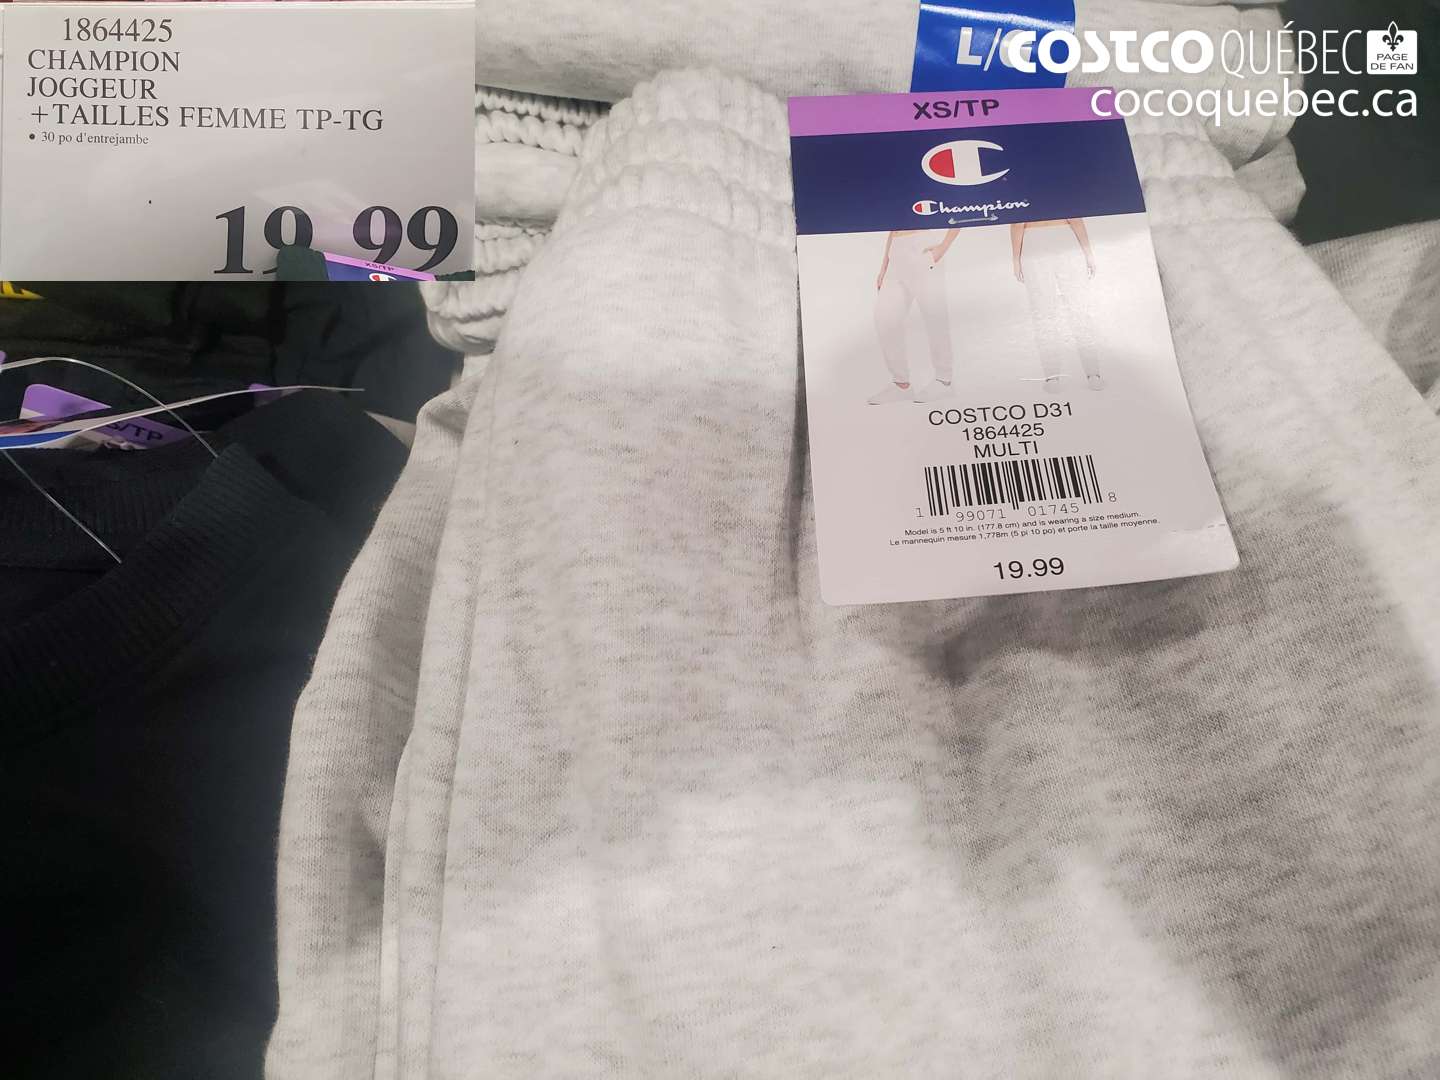 1864425
CHAMPION
JOGGEUR
+TAILLES FEMME TP-TG
• 30 po d'entrejambe
19.99
XS/TP
L/G
COSTCO QUÉBEC
PAGE
DE FAN
cocoquebec.ca
XS/TP
Champion
COSTCO D31
1864425
MULTI
1 99071 01745 8
Model is 5 ft 10 in. (177.8 cm) and is wearing a size medium.
Le mannequin mesure 1,778m (5 pi 10 po) et porte la taille moyenne.
19.99
S/TP